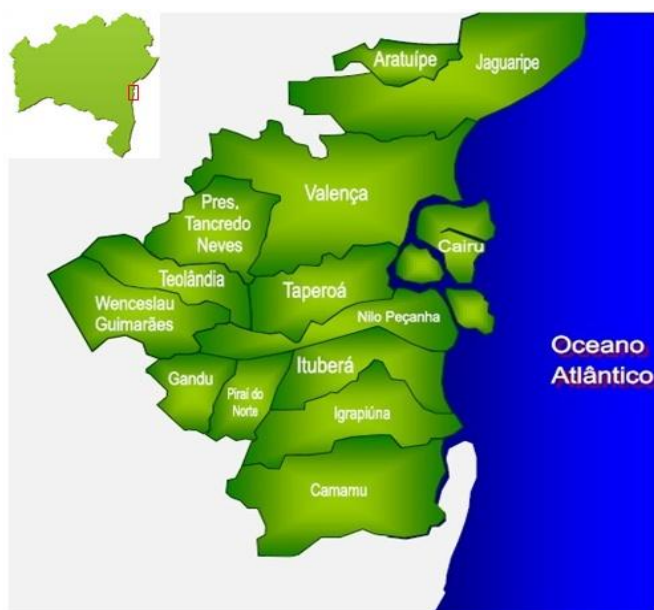 Aratuípe
Jaguaripe
Valença
Pres.
Tancredo
Neves
Cairu
Teolândia
Taperoá
Wenceslau
Guimarães
Nilo Peçanha
Oceano
Atlântico
Ituberá
Gandu
Piraí do
Norte
Igrapiúna
Camamu